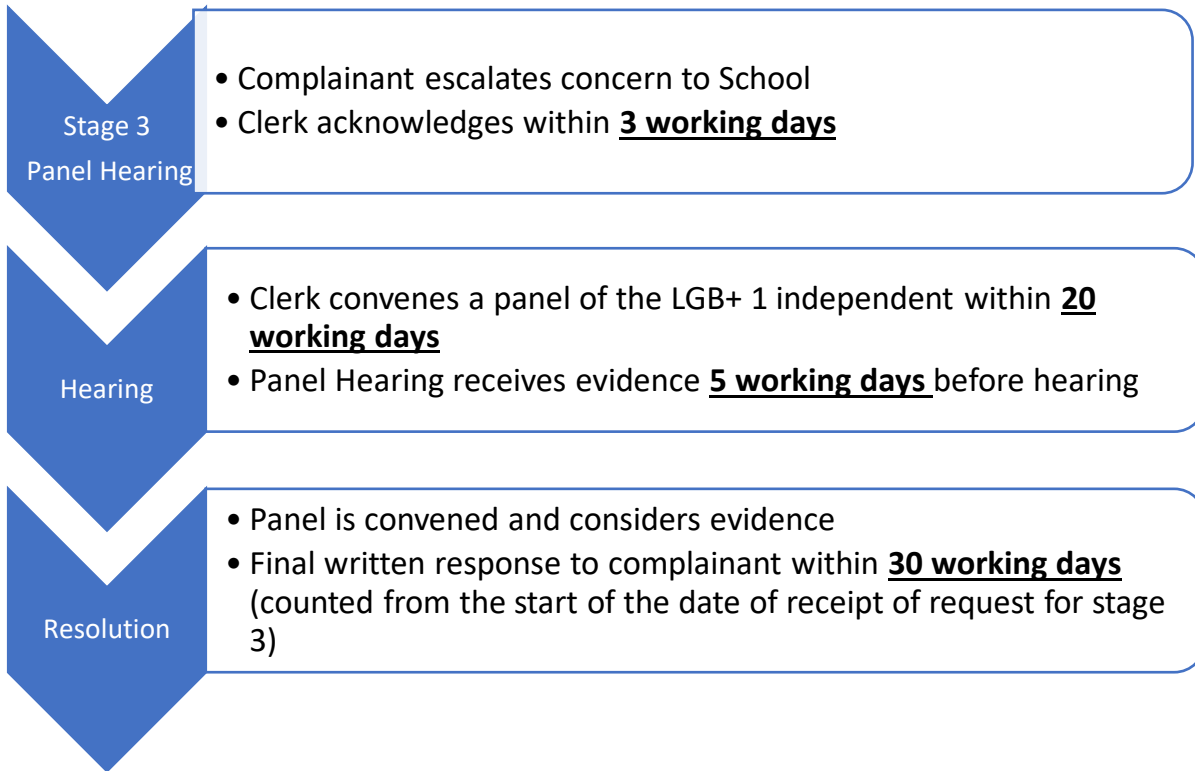 Stage 3
Panel Hearing
• Complainant escalates concern to School
• Clerk acknowledges within 3 working days
Hearing
• Clerk convenes a panel of the LGB+ 1 independent within 20
working days
• Panel Hearing receives evidence 5 working days before hearing
Resolution
• Panel is convened and considers evidence
• Final written response to complainant within 30 working days
(counted from the start of the date of receipt of request for stage
3)